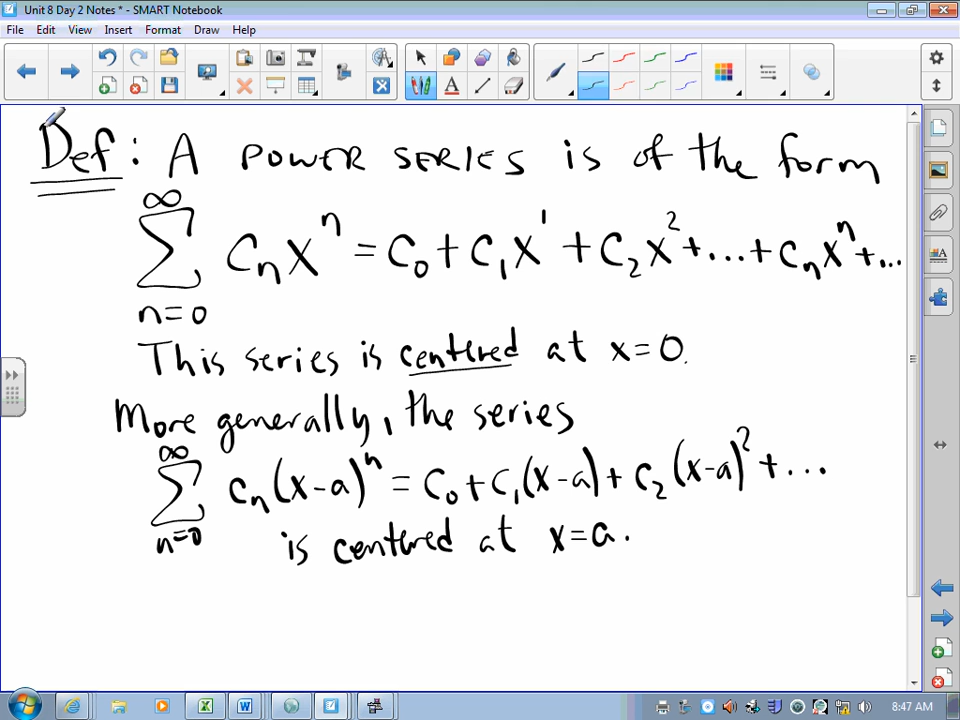 Unit 8 Day 2 Notes * - SMART Notebook
File Edit View Insert Format Draw Help
Def: A POWER SERIES is of the form
∞
∑ cₙxⁿ = c₀ + c₁x¹ + c₂x² + ... + cₙxⁿ + ...
n=0
This series is centered at x=0.
More generally, the series
∞
∑ cₙ(x-a)ⁿ = c₀ + c₁(x-a) + c₂(x-a)² + ...
n=0
is centered at x=a.
8:47 AM